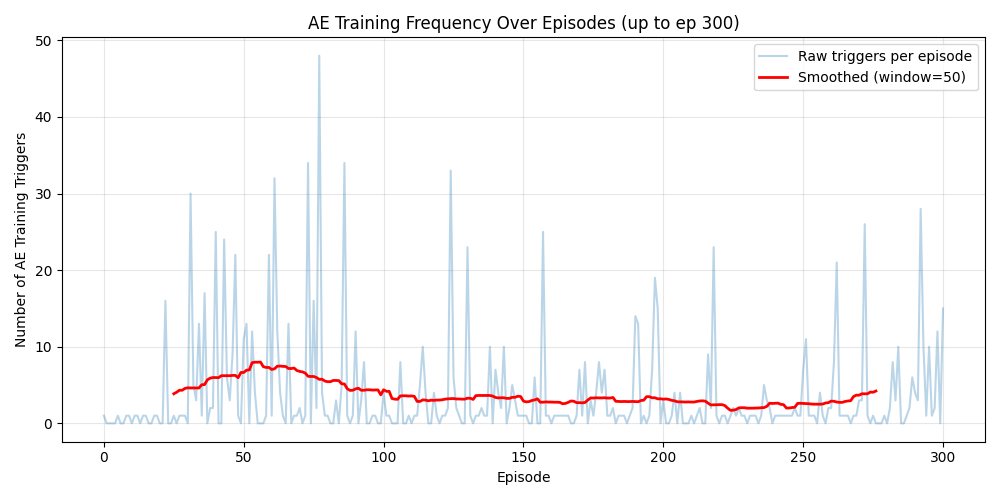 AE Training Frequency Over Episodes (up to ep 300)
Raw triggers per episode
Smoothed (window=50)
Number of AE Training Triggers
50
40
30
20
10
0
0 50 100 150 200 250 300
Episode